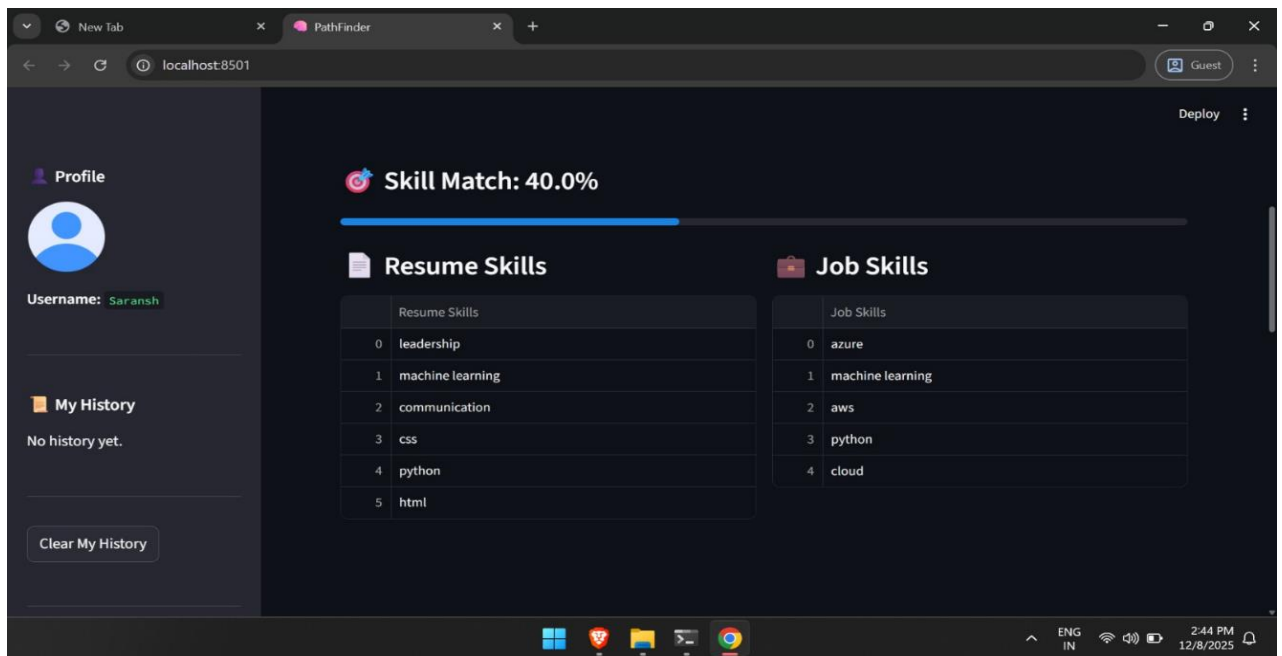 New Tab
PathFinder
localhost:8501
Guest
Deploy
Profile
Username: Saransh
My History
No history yet.
Clear My History
Skill Match: 40.0%
Resume Skills
Resume Skills
0 leadership
1 machine learning
2 communication
3 css
4 python
5 html
Job Skills
Job Skills
0 azure
1 machine learning
2 aws
3 python
4 cloud
ENG
IN
2:44 PM
12/8/2025